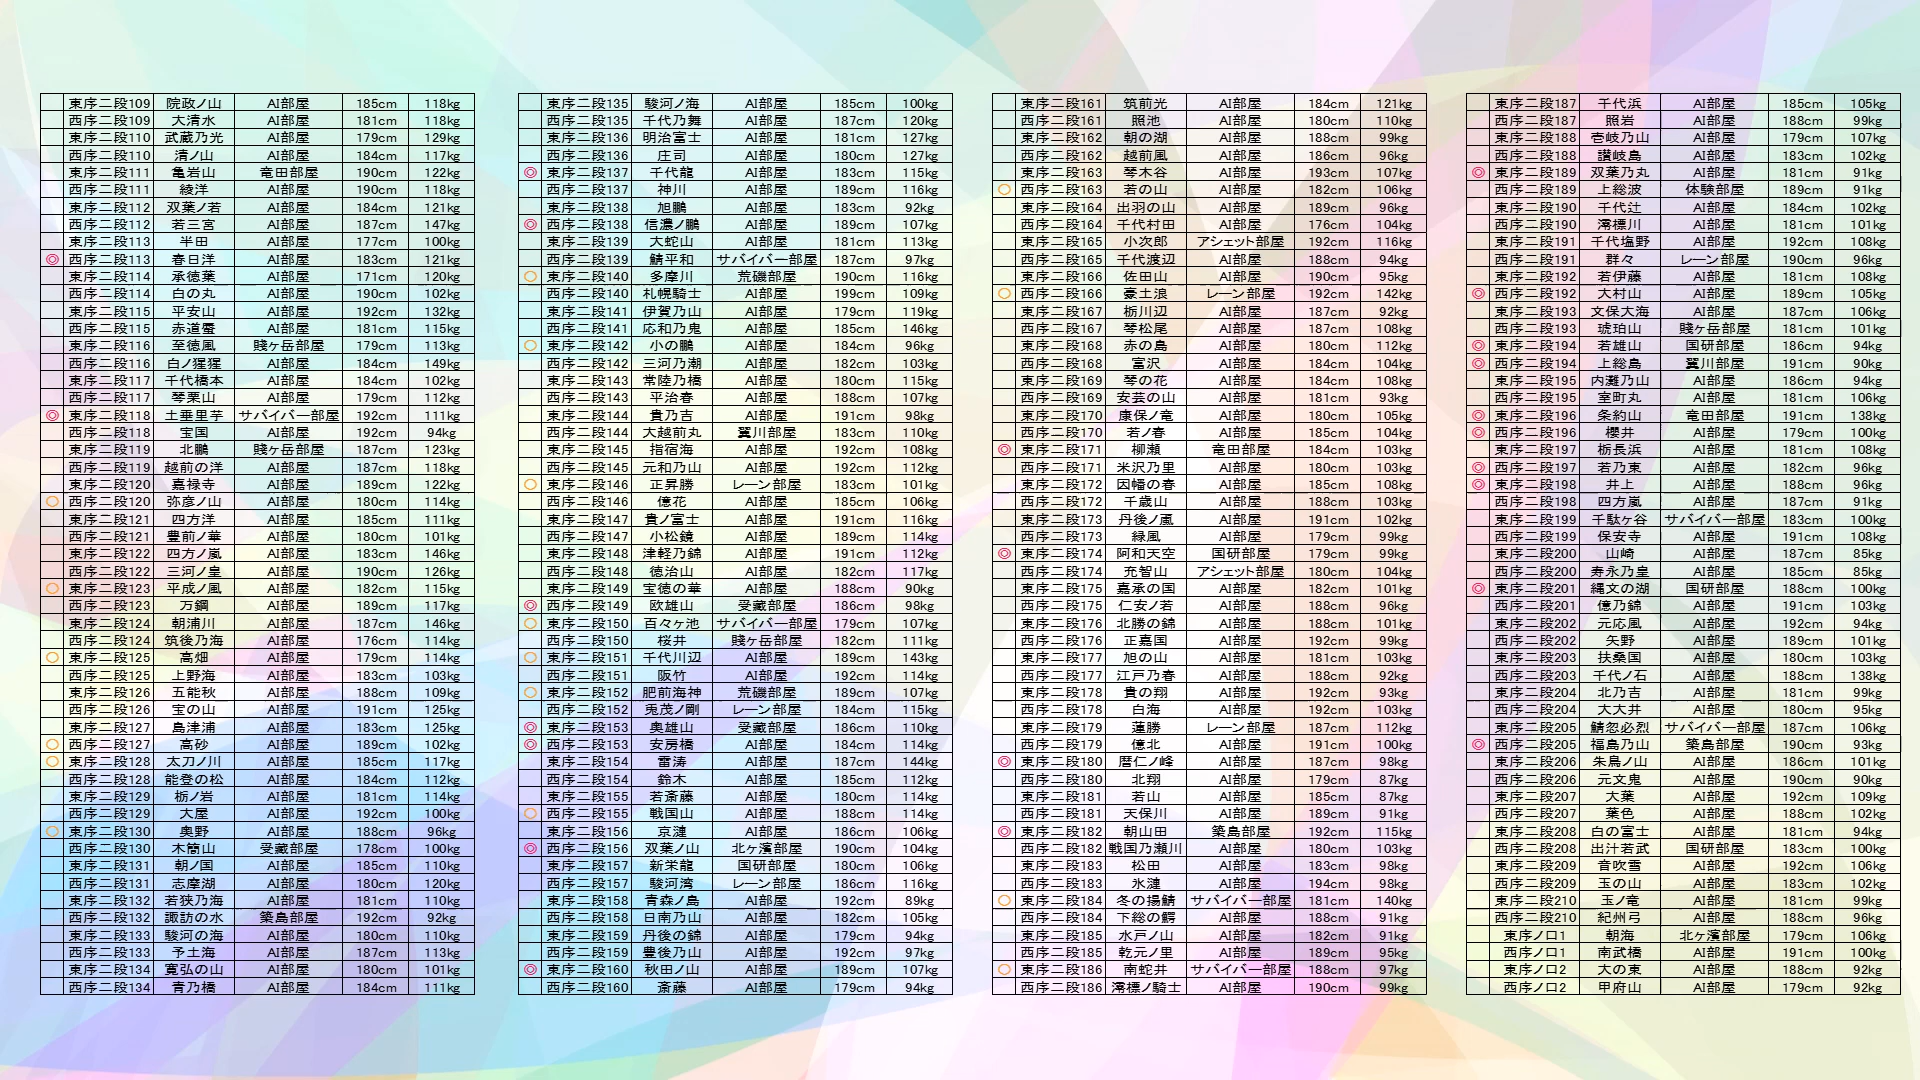 東序二段109 院政ノ山 AI部屋 185cm 118kg
西序二段109 大清水 AI部屋 181cm 118kg
東序二段110 武蔵乃光 AI部屋 179cm 129kg
西序二段110 清ノ山 AI部屋 184cm 117kg
東序二段111 亀岩山 竜田部屋 190cm 122kg
西序二段111 綾洋 AI部屋 190cm 118kg
東序二段112 双葉ノ若 AI部屋 184cm 121kg
西序二段112 若三宮 AI部屋 187cm 147kg
東序二段113 半田 AI部屋 177cm 100kg
◎ 西序二段113 春日洋 AI部屋 183cm 121kg
東序二段114 承徳葉 AI部屋 171cm 120kg
西序二段114 白の丸 AI部屋 190cm 102kg
東序二段115 平安山 AI部屋 192cm 132kg
西序二段115 赤道蠆 AI部屋 181cm 115kg
東序二段116 至徳風 賤ヶ岳部屋 179cm 113kg
西序二段116 白ノ猩猩 AI部屋 184cm 149kg
東序二段117 千代橋本 AI部屋 184cm 102kg
西序二段117 琴栗山 AI部屋 179cm 112kg
◎ 東序二段118 土垂里芋 サバイバー部屋 192cm 111kg
西序二段118 宝国 AI部屋 192cm 94kg
東序二段119 北鵬 賤ヶ岳部屋 187cm 123kg
西序二段119 越前の洋 AI部屋 187cm 118kg
東序二段120 嘉禄寺 AI部屋 189cm 122kg
○ 西序二段120 弥彦ノ山 AI部屋 180cm 114kg
東序二段121 四方洋 AI部屋 185cm 111kg
西序二段121 豊前ノ華 AI部屋 180cm 101kg
東序二段122 四方ノ嵐 AI部屋 183cm 146kg
西序二段122 三河ノ皇 AI部屋 190cm 126kg
○ 東序二段123 平成ノ風 AI部屋 182cm 115kg
西序二段123 万鋼 AI部屋 189cm 117kg
東序二段124 朝浦川 AI部屋 187cm 146kg
西序二段124 筑後乃海 AI部屋 176cm 114kg
○ 東序二段125 高畑 AI部屋 179cm 114kg
西序二段125 上野海 AI部屋 183cm 103kg
東序二段126 五能秋 AI部屋 188cm 109kg
西序二段126 宝の山 AI部屋 191cm 125kg
東序二段127 島津浦 AI部屋 183cm 125kg
○ 西序二段127 高砂 AI部屋 189cm 102kg
○ 東序二段128 太刀ノ川 AI部屋 185cm 117kg
西序二段128 能登の松 AI部屋 184cm 112kg
東序二段129 栃ノ岩 AI部屋 181cm 114kg
西序二段129 大屋 AI部屋 192cm 100kg
○ 東序二段130 奥野 AI部屋 188cm 96kg
西序二段130 木簡山 受蔵部屋 178cm 100kg
東序二段131 朝ノ国 AI部屋 185cm 110kg
西序二段131 志摩湖 AI部屋 180cm 120kg
東序二段132 若狭乃海 AI部屋 181cm 110kg
西序二段132 諏訪の水 築島部屋 192cm 92kg
東序二段133 駿河の海 AI部屋 180cm 110kg
西序二段133 予土海 AI部屋 187cm 113kg
東序二段134 寛弘の山 AI部屋 180cm 101kg
西序二段134 青乃橋 AI部屋 184cm 111kg
東序二段135 駿河ノ海 AI部屋 185cm 100kg
西序二段135 千代乃舞 AI部屋 187cm 120kg
東序二段136 明治富士 AI部屋 181cm 127kg
西序二段136 庄司 AI部屋 180cm 127kg
◎ 東序二段137 千代龍 AI部屋 183cm 115kg
西序二段137 神川 AI部屋 189cm 116kg
東序二段138 旭鵬 AI部屋 183cm 92kg
◎ 西序二段138 信濃ノ鵬 AI部屋 189cm 107kg
東序二段139 大蛇山 AI部屋 181cm 113kg
西序二段139 鯖平和 サバイバー部屋 187cm 97kg
○ 東序二段140 多摩川 荒磯部屋 190cm 116kg
西序二段140 札幌騎士 AI部屋 199cm 109kg
東序二段141 伊賀乃山 AI部屋 179cm 119kg
西序二段141 応和乃鬼 AI部屋 185cm 146kg
○ 東序二段142 小の鵬 AI部屋 184cm 96kg
西序二段142 三河乃潮 AI部屋 182cm 103kg
東序二段143 常陸乃橋 AI部屋 180cm 115kg
西序二段143 平治春 AI部屋 188cm 107kg
東序二段144 貴乃吉 AI部屋 191cm 98kg
西序二段144 大越前丸 翼川部屋 183cm 110kg
東序二段145 指宿海 AI部屋 192cm 108kg
西序二段145 元和乃山 AI部屋 192cm 112kg
○ 東序二段146 正昇勝 レーン部屋 183cm 101kg
西序二段146 億花 AI部屋 185cm 106kg
東序二段147 貴ノ富士 AI部屋 191cm 116kg
西序二段147 小松鏡 AI部屋 189cm 114kg
東序二段148 津軽乃錦 AI部屋 191cm 112kg
西序二段148 徳治山 AI部屋 182cm 117kg
東序二段149 宝徳の華 AI部屋 188cm 90kg
◎ 西序二段149 欧雄山 受蔵部屋 186cm 98kg
○ 東序二段150 百々ヶ池 サバイバー部屋 179cm 107kg
西序二段150 桜井 賤ヶ岳部屋 182cm 111kg
○ 東序二段151 千代川辺 AI部屋 189cm 143kg
西序二段151 阪竹 AI部屋 192cm 114kg
○ 東序二段152 肥前海神 荒磯部屋 189cm 107kg
西序二段152 兎茂ノ剛 レーン部屋 184cm 115kg
◎ 東序二段153 奥雄山 受蔵部屋 186cm 110kg
◎ 西序二段153 安房橋 AI部屋 184cm 114kg
東序二段154 雷涛 AI部屋 187cm 144kg
西序二段154 鈴木 AI部屋 185cm 112kg
東序二段155 若斎藤 AI部屋 180cm 114kg
○ 西序二段155 戦国山 AI部屋 188cm 114kg
東序二段156 京漣 AI部屋 186cm 106kg
◎ 西序二段156 双葉ノ山 北ヶ濱部屋 190cm 104kg
東序二段157 新栄龍 国研部屋 180cm 106kg
西序二段157 駿河湾 レーン部屋 186cm 116kg
東序二段158 青森ノ島 AI部屋 192cm 89kg
西序二段158 日南乃山 AI部屋 182cm 105kg
東序二段159 丹後の錦 AI部屋 179cm 94kg
西序二段159 豊後乃山 AI部屋 192cm 97kg
◎ 東序二段160 秋田ノ山 AI部屋 189cm 107kg
西序二段160 斎藤 AI部屋 179cm 94kg
東序二段161 筑前光 AI部屋 184cm 121kg
西序二段161 照池 AI部屋 180cm 110kg
東序二段162 朝の湖 AI部屋 188cm 99kg
西序二段162 越前風 AI部屋 186cm 96kg
東序二段163 琴木谷 AI部屋 193cm 107kg
○ 西序二段163 若の山 AI部屋 182cm 106kg
東序二段164 出羽の山 AI部屋 189cm 96kg
西序二段164 千代村田 AI部屋 176cm 104kg
東序二段165 小次郎 アシェット部屋 192cm 116kg
西序二段165 千代渡辺 AI部屋 188cm 94kg
東序二段166 佐田山 AI部屋 190cm 95kg
○ 西序二段166 豪土浪 レーン部屋 192cm 142kg
東序二段167 栃川辺 AI部屋 187cm 92kg
西序二段167 琴松尾 AI部屋 187cm 108kg
東序二段168 赤の島 AI部屋 180cm 112kg
西序二段168 富沢 AI部屋 184cm 104kg
東序二段169 琴の花 AI部屋 184cm 108kg
西序二段169 安芸の山 AI部屋 181cm 93kg
東序二段170 康保ノ竜 AI部屋 180cm 105kg
西序二段170 若ノ春 AI部屋 185cm 104kg
◎ 東序二段171 柳瀬 竜田部屋 184cm 103kg
西序二段171 米沢乃里 AI部屋 180cm 103kg
東序二段172 因幡の春 AI部屋 185cm 108kg
西序二段172 千歳山 AI部屋 188cm 103kg
東序二段173 丹後ノ嵐 AI部屋 191cm 102kg
西序二段173 緑風 AI部屋 179cm 99kg
◎ 東序二段174 阿和天空 国研部屋 179cm 99kg
西序二段174 充智山 アシェット部屋 180cm 104kg
東序二段175 嘉承の国 AI部屋 182cm 101kg
西序二段175 仁安ノ若 AI部屋 188cm 96kg
東序二段176 北勝の錦 AI部屋 188cm 101kg
西序二段176 正嘉国 AI部屋 192cm 99kg
東序二段177 旭の山 AI部屋 181cm 103kg
西序二段177 江戸乃春 AI部屋 188cm 92kg
東序二段178 貴の翔 AI部屋 192cm 93kg
西序二段178 白海 AI部屋 192cm 103kg
東序二段179 蓮勝 レーン部屋 187cm 112kg
西序二段179 億北 AI部屋 191cm 100kg
◎ 東序二段180 暦仁ノ峰 AI部屋 187cm 98kg
西序二段180 北翔 AI部屋 179cm 87kg
東序二段181 若山 AI部屋 185cm 87kg
西序二段181 天保川 AI部屋 189cm 91kg
◎ 東序二段182 朝山田 築島部屋 192cm 115kg
西序二段182 戦国乃瀬川 AI部屋 180cm 103kg
東序二段183 松田 AI部屋 183cm 98kg
西序二段183 氷漣 AI部屋 194cm 98kg
○ 東序二段184 冬の揚鯖 サバイバー部屋 181cm 140kg
西序二段184 下総の鰐 AI部屋 188cm 91kg
東序二段185 水戸ノ山 AI部屋 182cm 91kg
西序二段185 乾元ノ里 AI部屋 189cm 95kg
○ 東序二段186 南蛇井 サバイバー部屋 188cm 97kg
西序二段186 澪標ノ騎士 AI部屋 190cm 99kg
東序二段187 千代浜 AI部屋 185cm 105kg
西序二段187 照岩 AI部屋 188cm 99kg
東序二段188 壱岐乃山 AI部屋 179cm 107kg
西序二段188 讃岐島 AI部屋 183cm 102kg
◎ 東序二段189 双葉乃丸 AI部屋 181cm 91kg
西序二段189 上総波 体験部屋 189cm 91kg
東序二段190 千代辻 AI部屋 184cm 102kg
西序二段190 澪標川 AI部屋 181cm 101kg
東序二段191 千代塩野 AI部屋 192cm 108kg
西序二段191 群々 レーン部屋 190cm 96kg
東序二段192 若伊藤 AI部屋 181cm 108kg
◎ 西序二段192 大村山 AI部屋 189cm 105kg
東序二段193 文保大海 AI部屋 187cm 106kg
西序二段193 琥珀山 賤ヶ岳部屋 181cm 101kg
◎ 東序二段194 若雄山 国研部屋 186cm 94kg
◎ 西序二段194 上総島 翼川部屋 191cm 90kg
東序二段195 内灘乃山 AI部屋 186cm 94kg
西序二段195 室町丸 AI部屋 181cm 106kg
◎ 東序二段196 条約山 竜田部屋 191cm 138kg
◎ 西序二段196 櫻井 AI部屋 179cm 100kg
東序二段197 栃長浜 AI部屋 181cm 108kg
◎ 西序二段197 若乃東 AI部屋 182cm 96kg
◎ 東序二段198 井上 AI部屋 188cm 96kg
西序二段198 四方嵐 AI部屋 187cm 91kg
東序二段199 千駄ヶ谷 サバイバー部屋 183cm 100kg
西序二段199 保安寺 AI部屋 191cm 108kg
東序二段200 山崎 AI部屋 187cm 85kg
西序二段200 寿永乃皇 AI部屋 185cm 85kg
◎ 東序二段201 縄文の湖 国研部屋 188cm 100kg
西序二段201 億乃錦 AI部屋 191cm 103kg
東序二段202 元応風 AI部屋 192cm 94kg
西序二段202 矢野 AI部屋 189cm 101kg
東序二段203 扶桑国 AI部屋 180cm 103kg
西序二段203 千代ノ石 AI部屋 188cm 138kg
東序二段204 北乃吉 AI部屋 181cm 99kg
西序二段204 大大井 AI部屋 180cm 95kg
東序二段205 鯖忽必烈 サバイバー部屋 187cm 106kg
◎ 西序二段205 福島乃山 築島部屋 190cm 93kg
東序二段206 朱鳥ノ山 AI部屋 186cm 101kg
西序二段206 元文鬼 AI部屋 190cm 90kg
東序二段207 大葉 AI部屋 192cm 109kg
西序二段207 葉色 AI部屋 188cm 102kg
東序二段208 白の富士 AI部屋 181cm 94kg
西序二段208 出汁若武 国研部屋 183cm 100kg
東序二段209 音吹雪 AI部屋 192cm 106kg
西序二段209 玉の山 AI部屋 183cm 102kg
東序二段210 玉ノ竜 AI部屋 181cm 99kg
西序二段210 紀州弓 AI部屋 188cm 96kg
東序ノ口1 朝海 北ヶ濱部屋 179cm 106kg
西序ノ口1 南武橋 AI部屋 191cm 100kg
東序ノ口2 大の東 AI部屋 188cm 92kg
西序ノ口2 甲府山 AI部屋 179cm 92kg